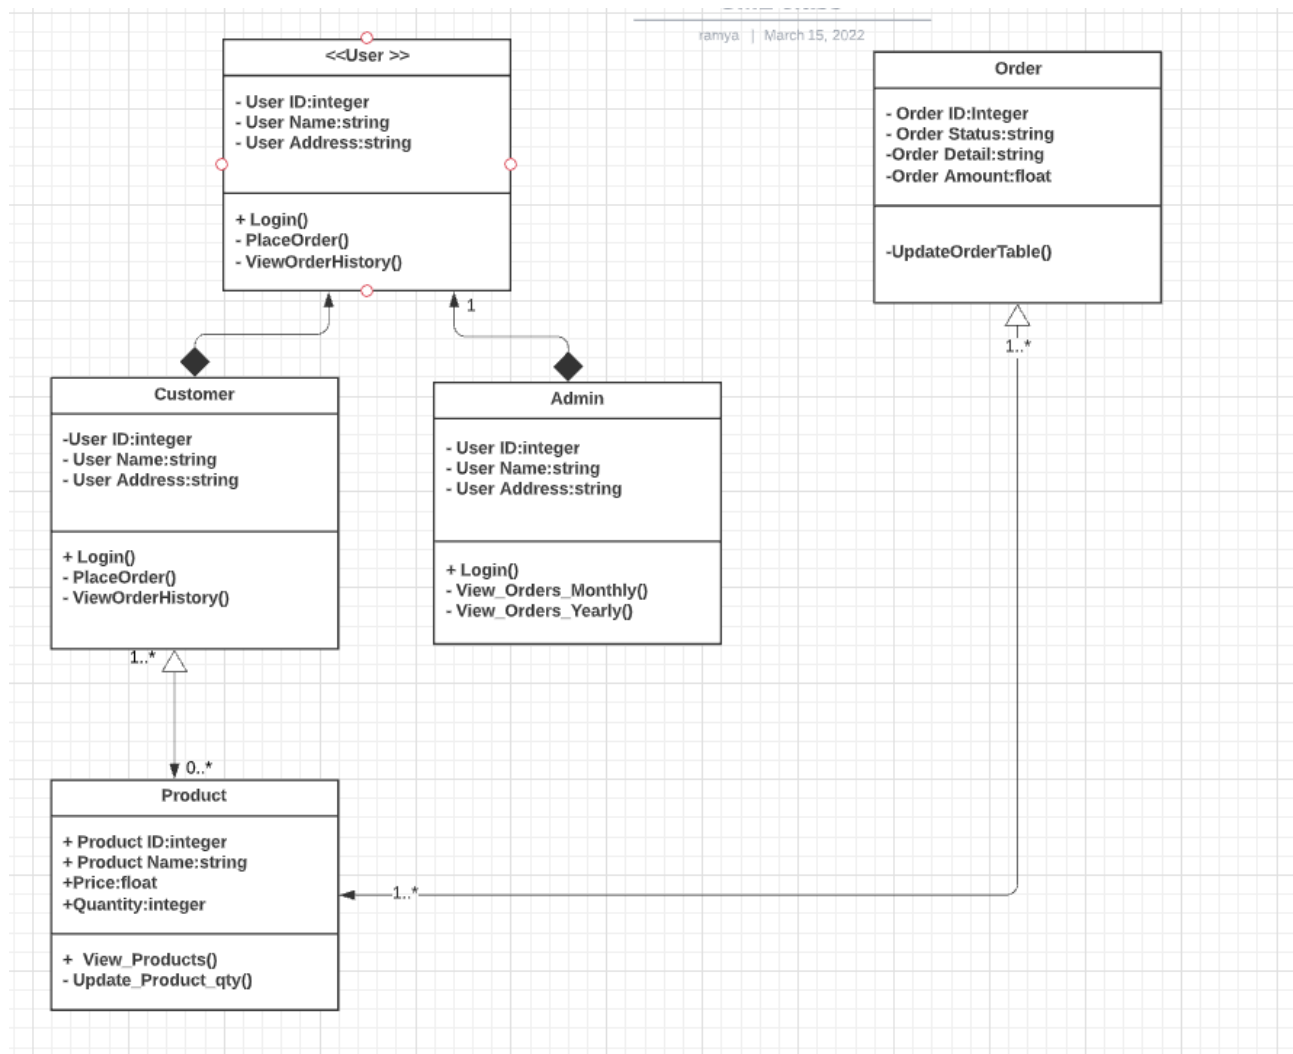 ramya | March 15, 2022
<<User >>
- User ID:integer
- User Name:string
- User Address:string
+ Login()
- PlaceOrder()
- ViewOrderHistory()
Order
- Order ID:Integer
- Order Status:string
-Order Detail:string
-Order Amount:float
-UpdateOrderTable()
1
1..*
Customer
-User ID:integer
- User Name:string
- User Address:string
+ Login()
- PlaceOrder()
- ViewOrderHistory()
Admin
- User ID:integer
- User Name:string
- User Address:string
+ Login()
- View_Orders_Monthly()
- View_Orders_Yearly()
1..*
0..*
Product
+ Product ID:integer
+ Product Name:string
+Price:float
+Quantity:integer
+  View_Products()
- Update_Product_qty()
1..*